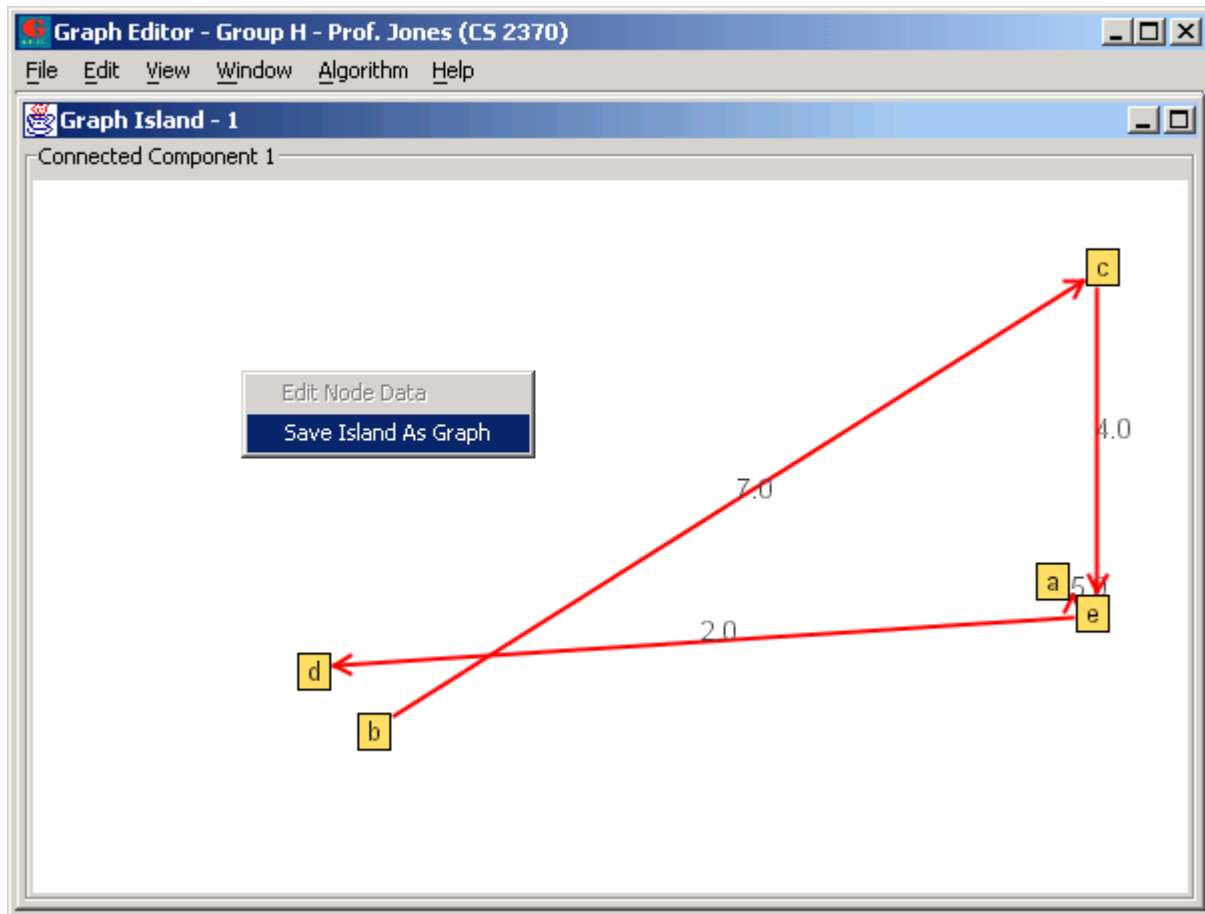 Graph Editor - Group H - Prof. Jones (CS 2370)
File Edit View Window Algorithm Help
Graph Island - 1
Connected Component 1
c
Edit Node Data
Save Island As Graph
4.0
7.0
a
e
2.0
d
b